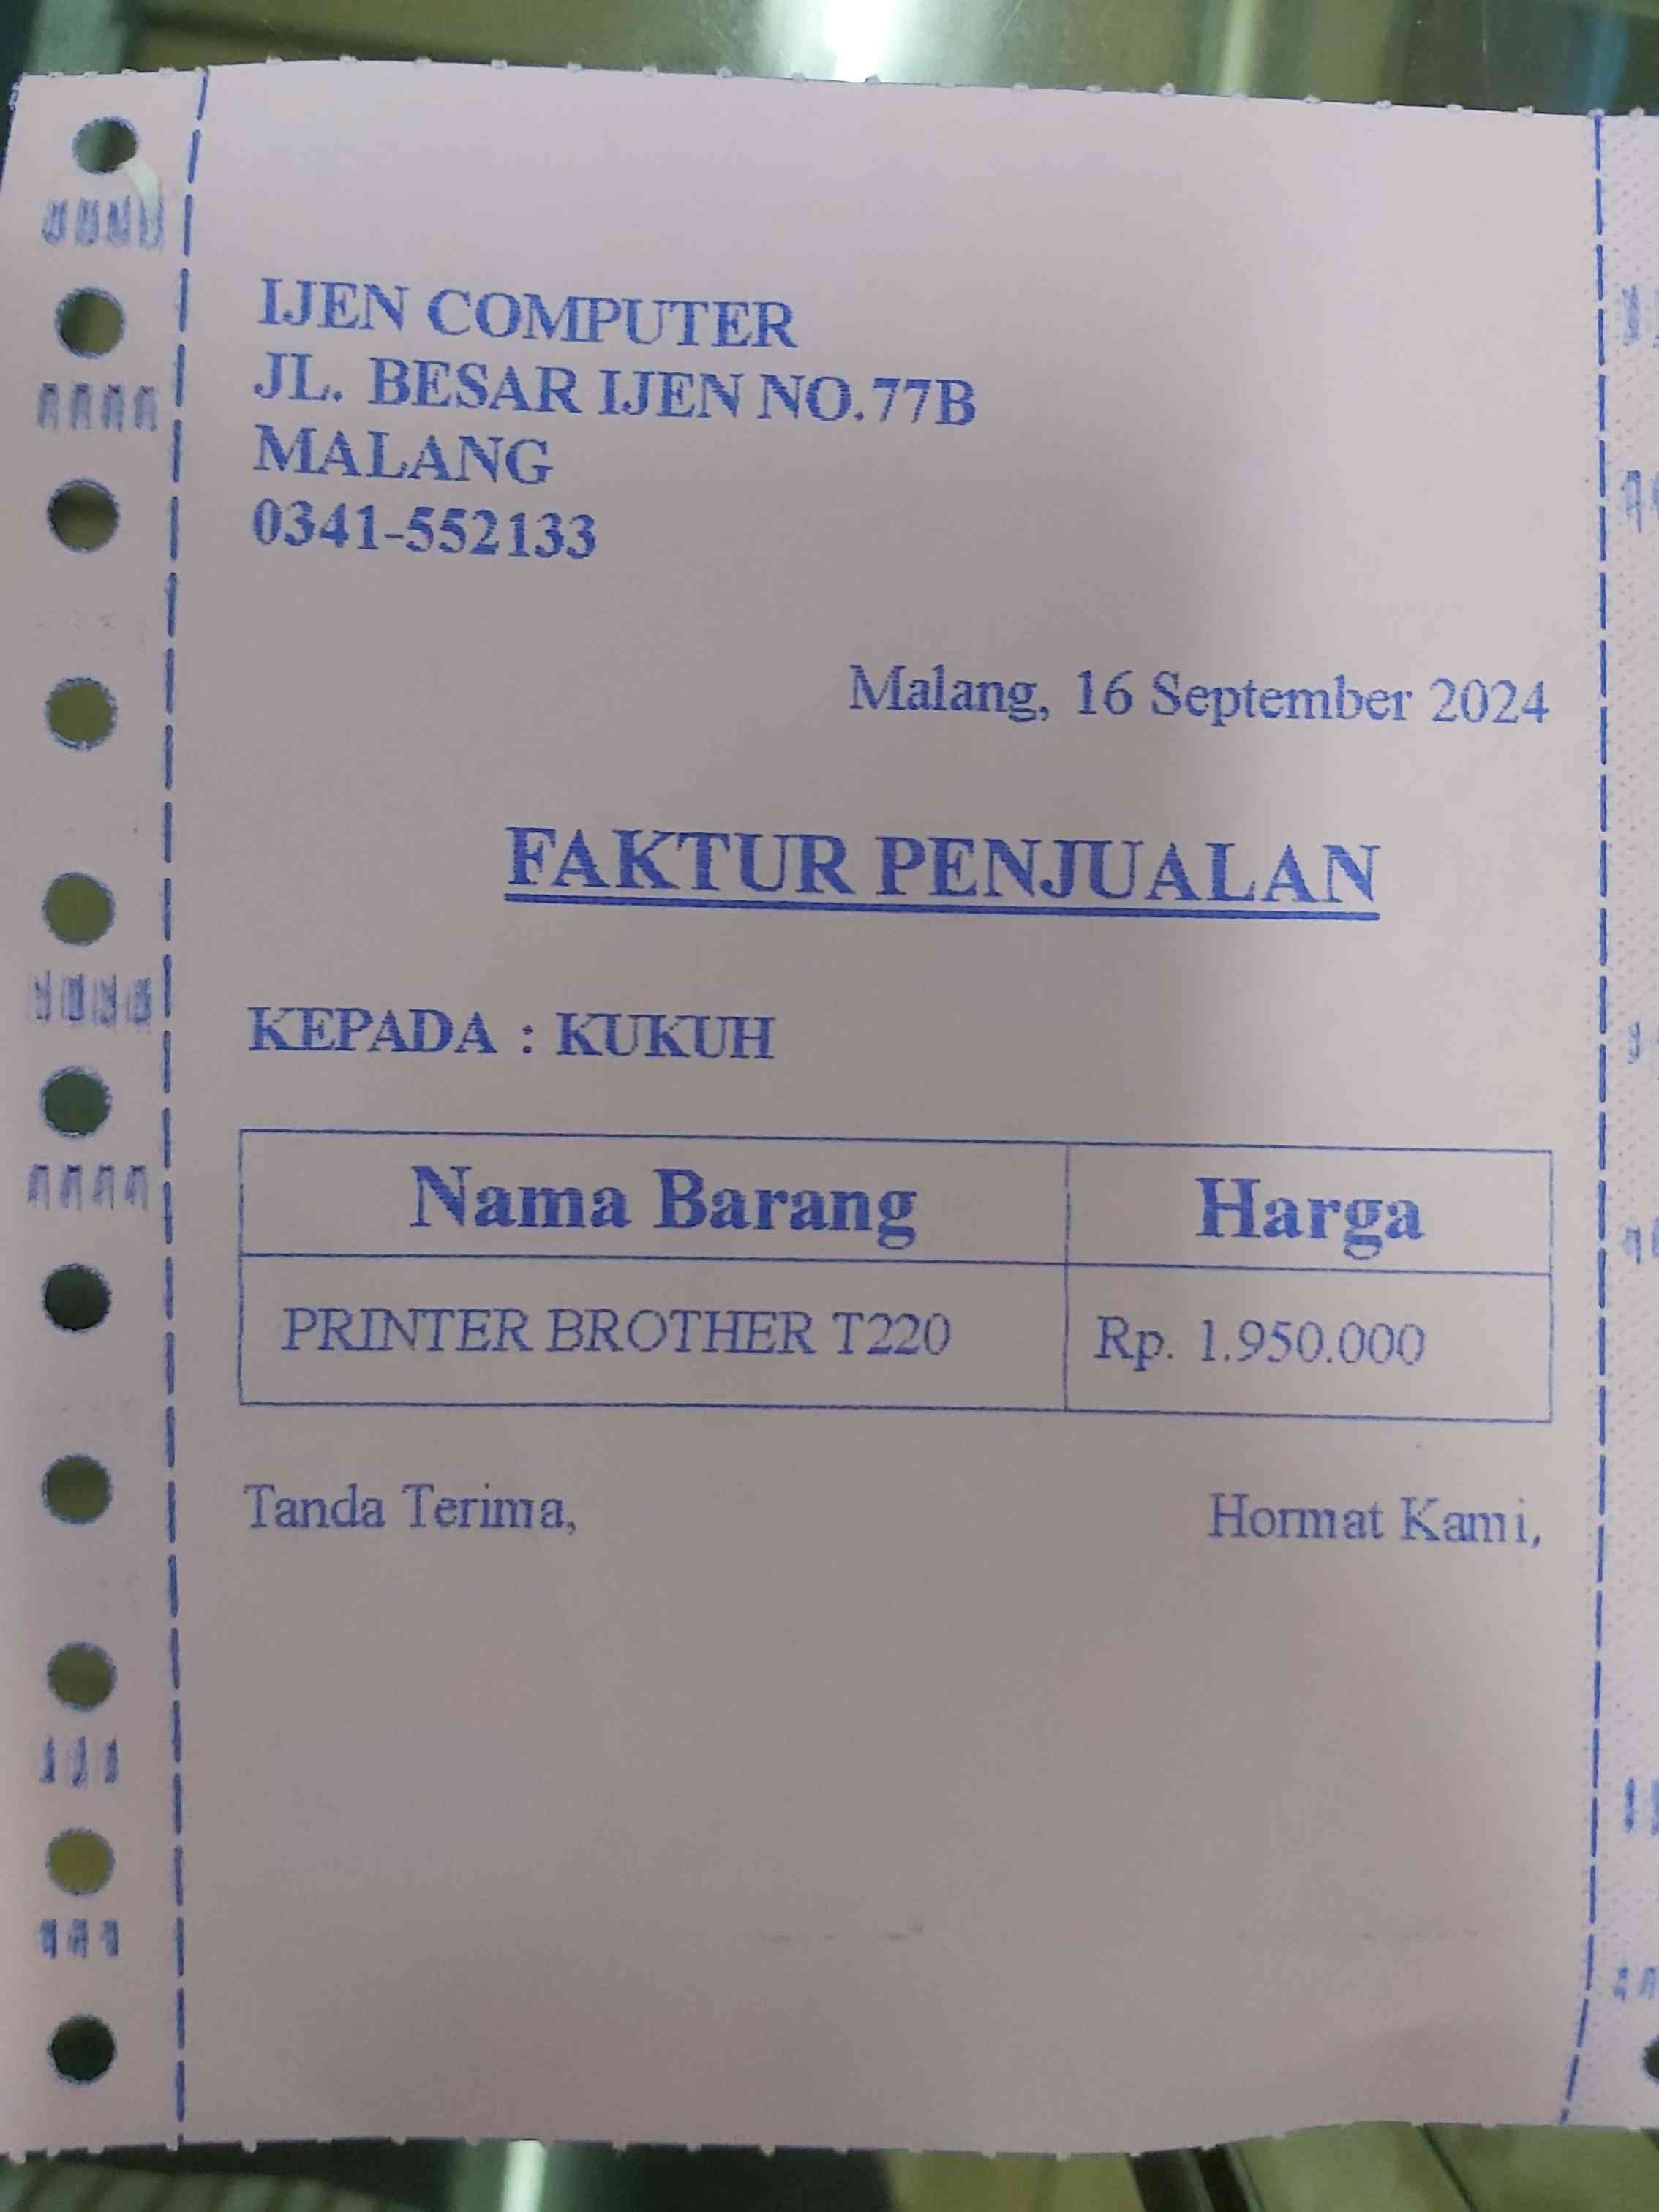 IJEN COMPUTER
JL. BESAR IJEN NO.77B
MALANG
0341-552133
Malang, 16 September 2024
FAKTUR PENJUALAN
KEPADA : KUKUH
Nama Barang Harga
PRINTER BROTHER T220 Rp. 1.950.000
Tanda Terima, Hormat Kami,